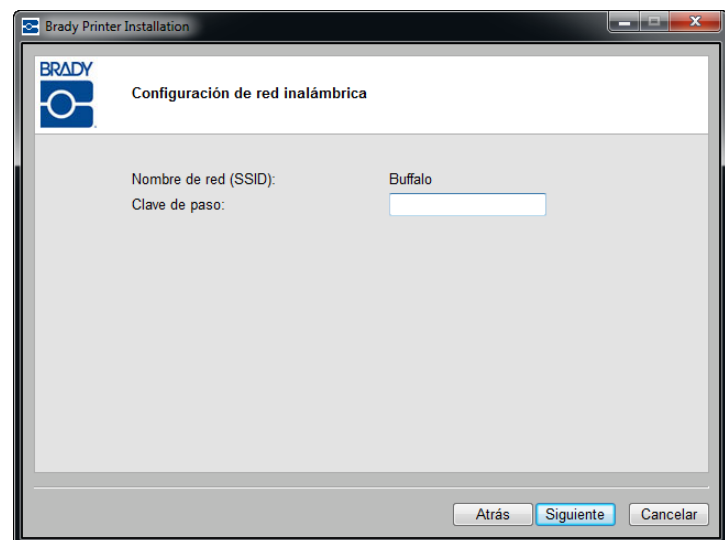 Brady Printer Installation
BRADY
Configuración de red inalámbrica
Nombre de red (SSID): Buffalo
Clave de paso:
Atrás Siguiente Cancelar